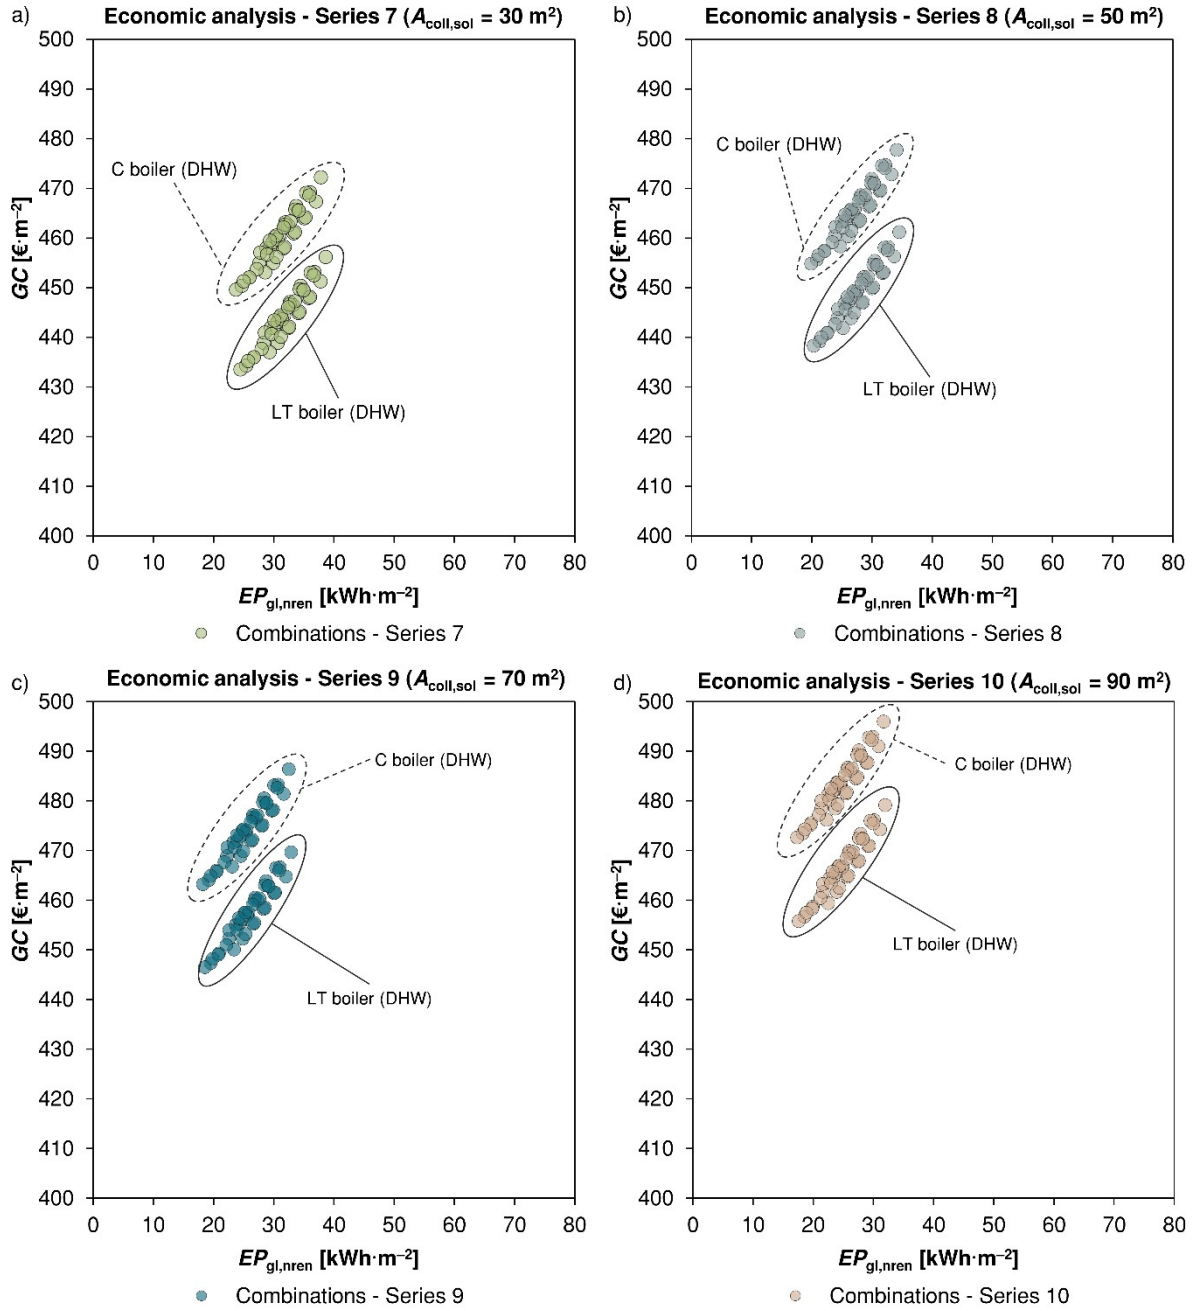 a)
Economic analysis - Series 7 (Acoll,sol = 30 m²)
500
490
480
470
460
450
440
430
420
410
400
GC [€·m⁻²]
C boiler (DHW)
LT boiler (DHW)
0 10 20 30 40 50 60 70 80
EPgl,nren [kWh·m⁻²]
Combinations - Series 7
b)
Economic analysis - Series 8 (Acoll,sol = 50 m²)
500
490
480
470
460
450
440
430
420
410
400
GC [€·m⁻²]
C boiler (DHW)
LT boiler (DHW)
0 10 20 30 40 50 60 70 80
EPgl,nren [kWh·m⁻²]
Combinations - Series 8
c)
Economic analysis - Series 9 (Acoll,sol = 70 m²)
500
490
480
470
460
450
440
430
420
410
400
GC [€·m⁻²]
C boiler (DHW)
LT boiler (DHW)
0 10 20 30 40 50 60 70 80
EPgl,nren [kWh·m⁻²]
Combinations - Series 9
d)
Economic analysis - Series 10 (Acoll,sol = 90 m²)
500
490
480
470
460
450
440
430
420
410
400
GC [€·m⁻²]
C boiler (DHW)
LT boiler (DHW)
0 10 20 30 40 50 60 70 80
EPgl,nren [kWh·m⁻²]
Combinations - Series 10